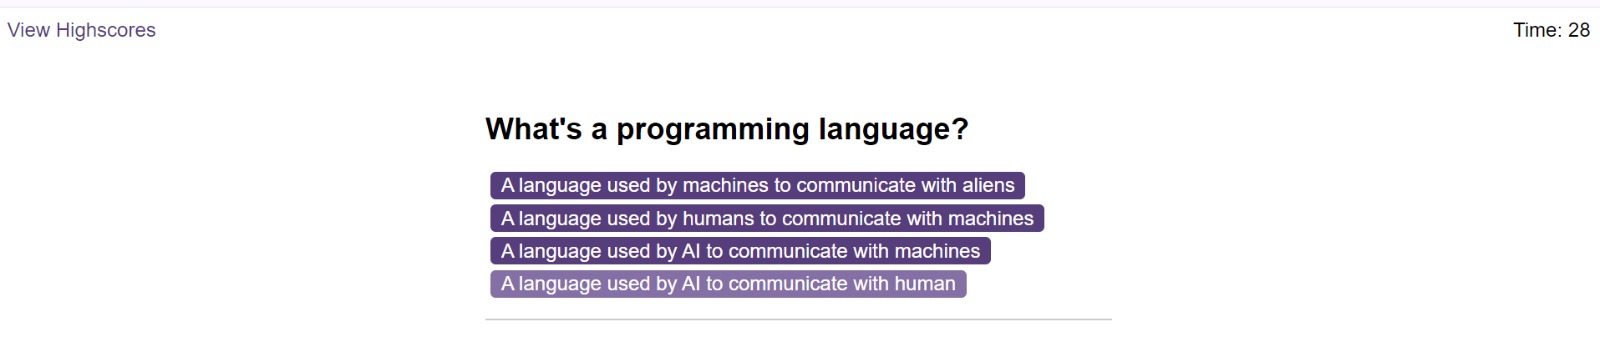 View Highscores
Time: 28
What's a programming language?
A language used by machines to communicate with aliens
A language used by humans to communicate with machines
A language used by AI to communicate with machines
A language used by AI to communicate with human